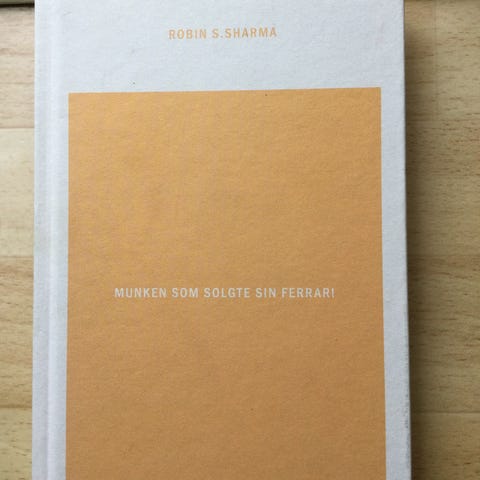 ROBIN S.SHARMA
MUNKEN SOM SOLGTE SIN FERRARI